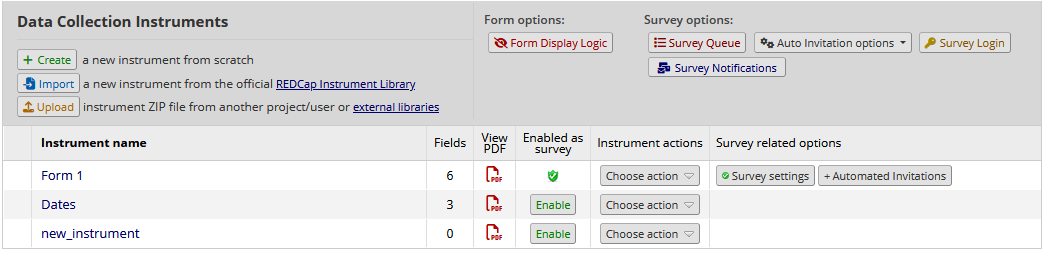 Data Collection Instruments
Form options:
Survey options:
Form Display Logic
Survey Queue
Auto Invitation options
Survey Login
Survey Notifications
+ Create a new instrument from scratch
Import a new instrument from the official REDCap Instrument Library
Upload instrument ZIP file from another project/user or external libraries
Instrument name Fields View PDF Enabled as survey Instrument actions Survey related options
Form 1 6 PDF Choose action Survey settings + Automated Invitations
Dates 3 PDF Enable Choose action
new_instrument 0 PDF Enable Choose action